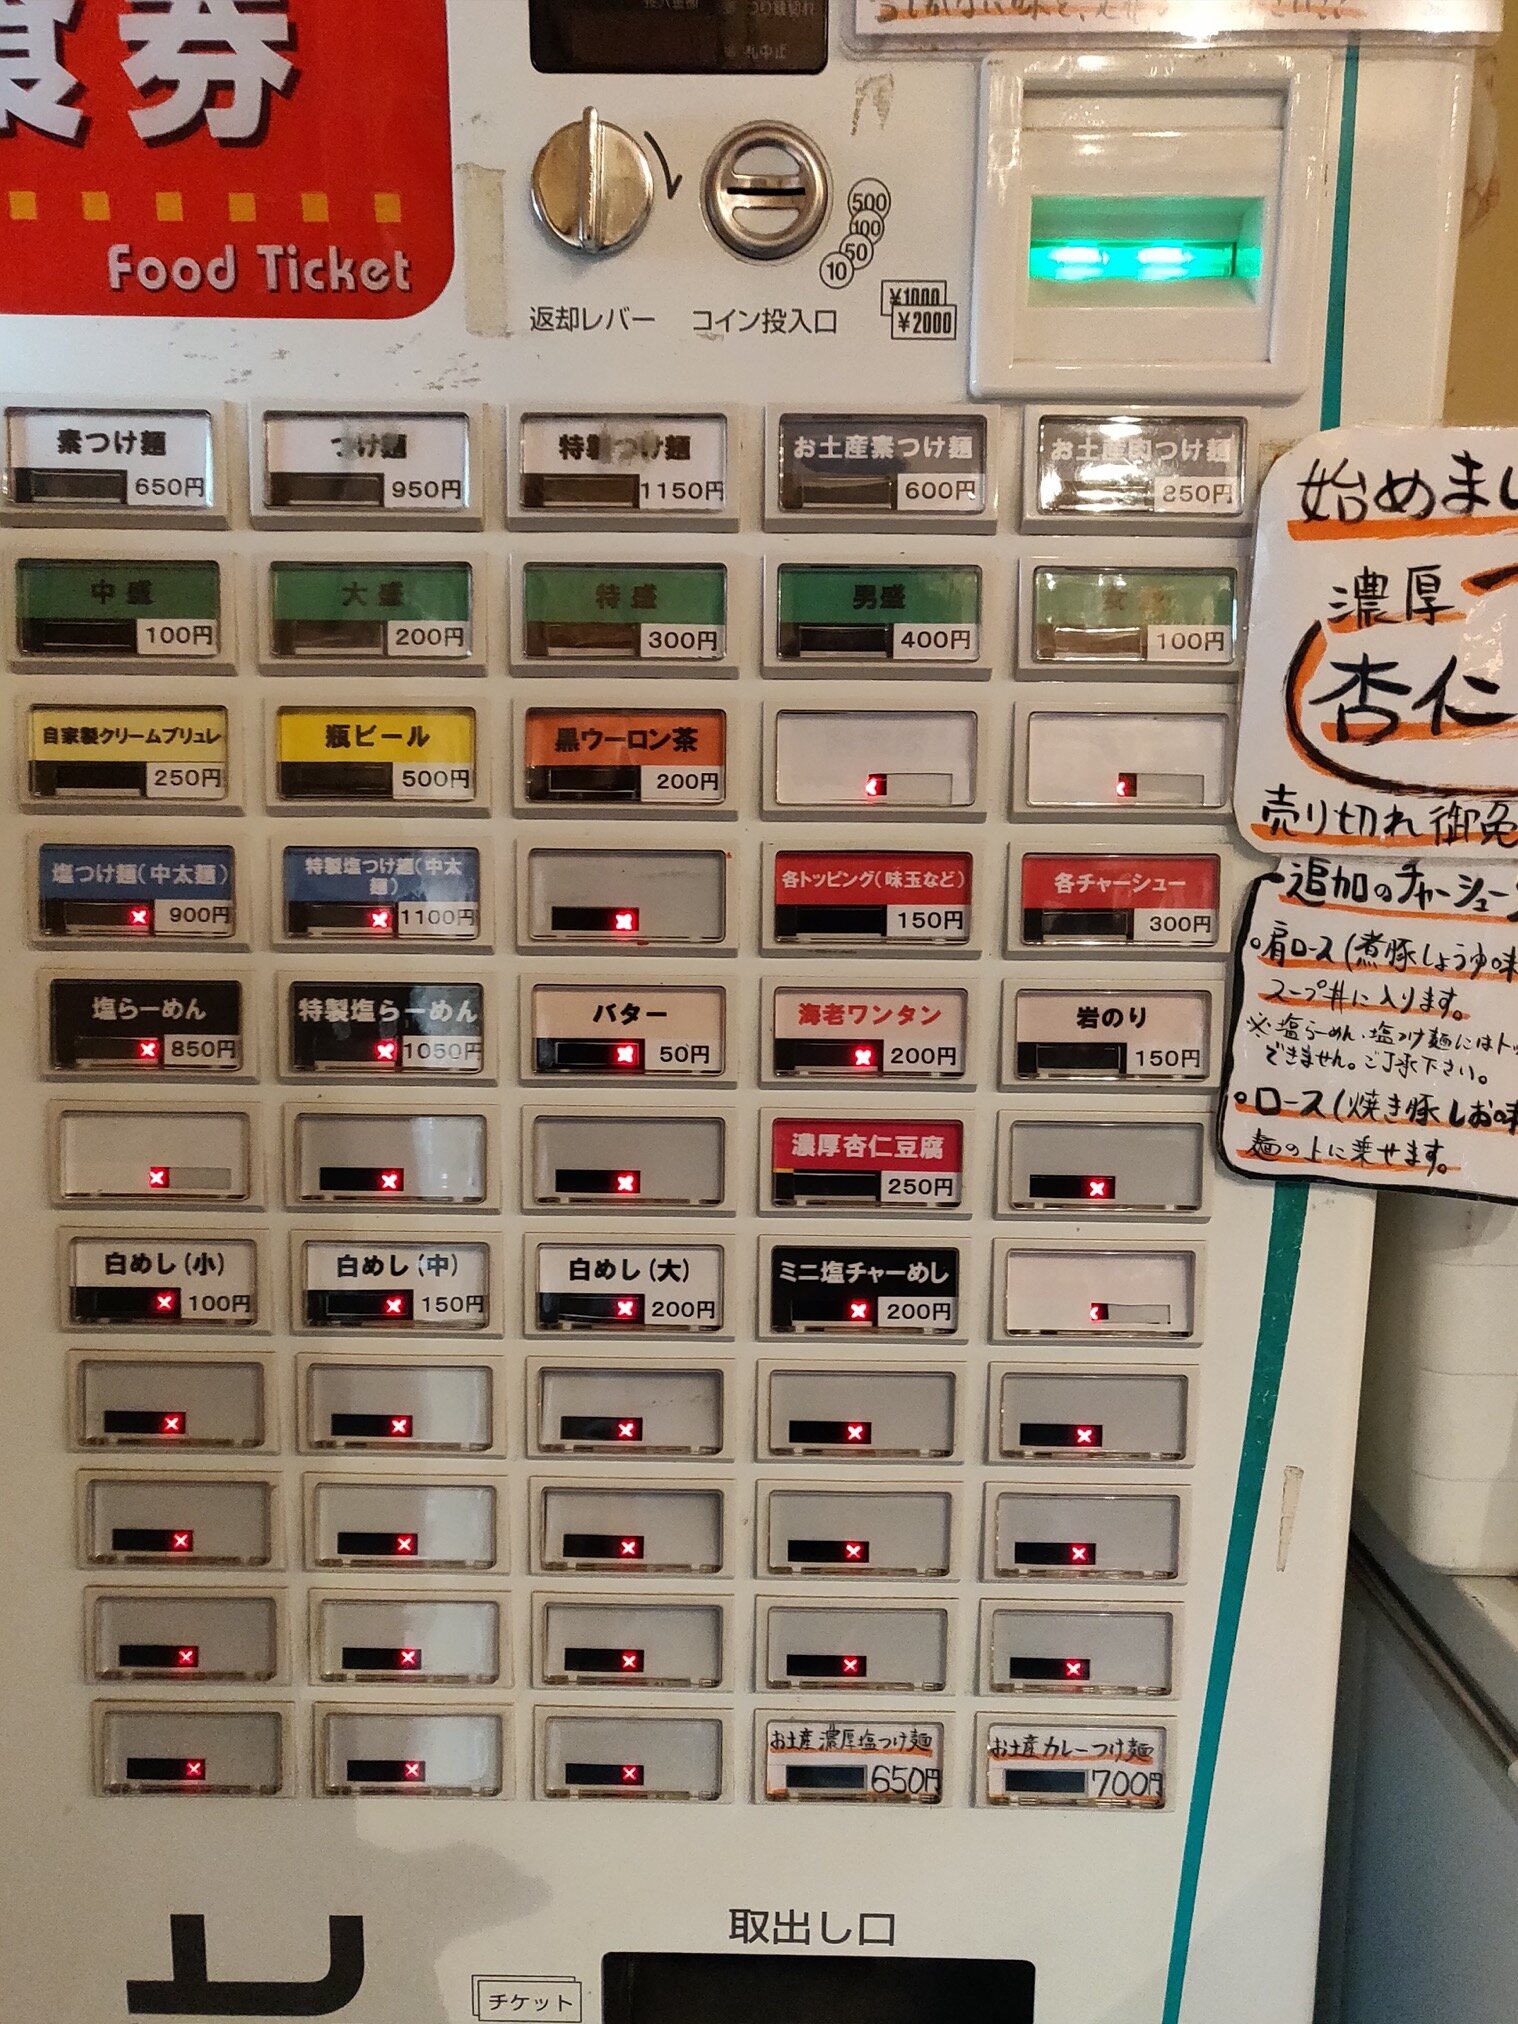 食券
Food Ticket
500
100
50
10
¥1000
¥2000
返却レバー
コイン投入口
素つけ麺
650円
つけ麺
950円
特製つけ麺
1150円
お土産素つけ麺
600円
お土産肉つけ麺
850円
中盛
100円
大盛
200円
特盛
300円
男盛
400円
100円
自家製クリームブリュレ
250円
瓶ビール
500円
黒ウーロン茶
200円
塩つけ麺(中太麺)
900円
特製塩つけ麺(中太
麺)
1100円
各トッピング(味玉など)
150円
各チャーシュー
300円
塩らーめん
850円
特製塩らーめん
1050円
バター
50円
海老ワンタン
200円
岩のり
150円
濃厚杏仁豆腐
250円
白めし(小)
100円
白めし(中)
150円
白めし(大)
200円
ミニ塩チャーめし
200円
お土産濃厚塩つけ麺
650円
お土産カレーつけ麺
700円
取出し口
チケット
始めまし
濃厚
杏仁
売り切れ御免
追加のチャーシュー
○肩ロース(煮豚しょうゆ味
スープ丼に入ります。
※塩らーめん、塩つけ麺にはトッ
できません。ご了承下さい。
○ロース(焼き豚しお味
麺の上に乗せます。